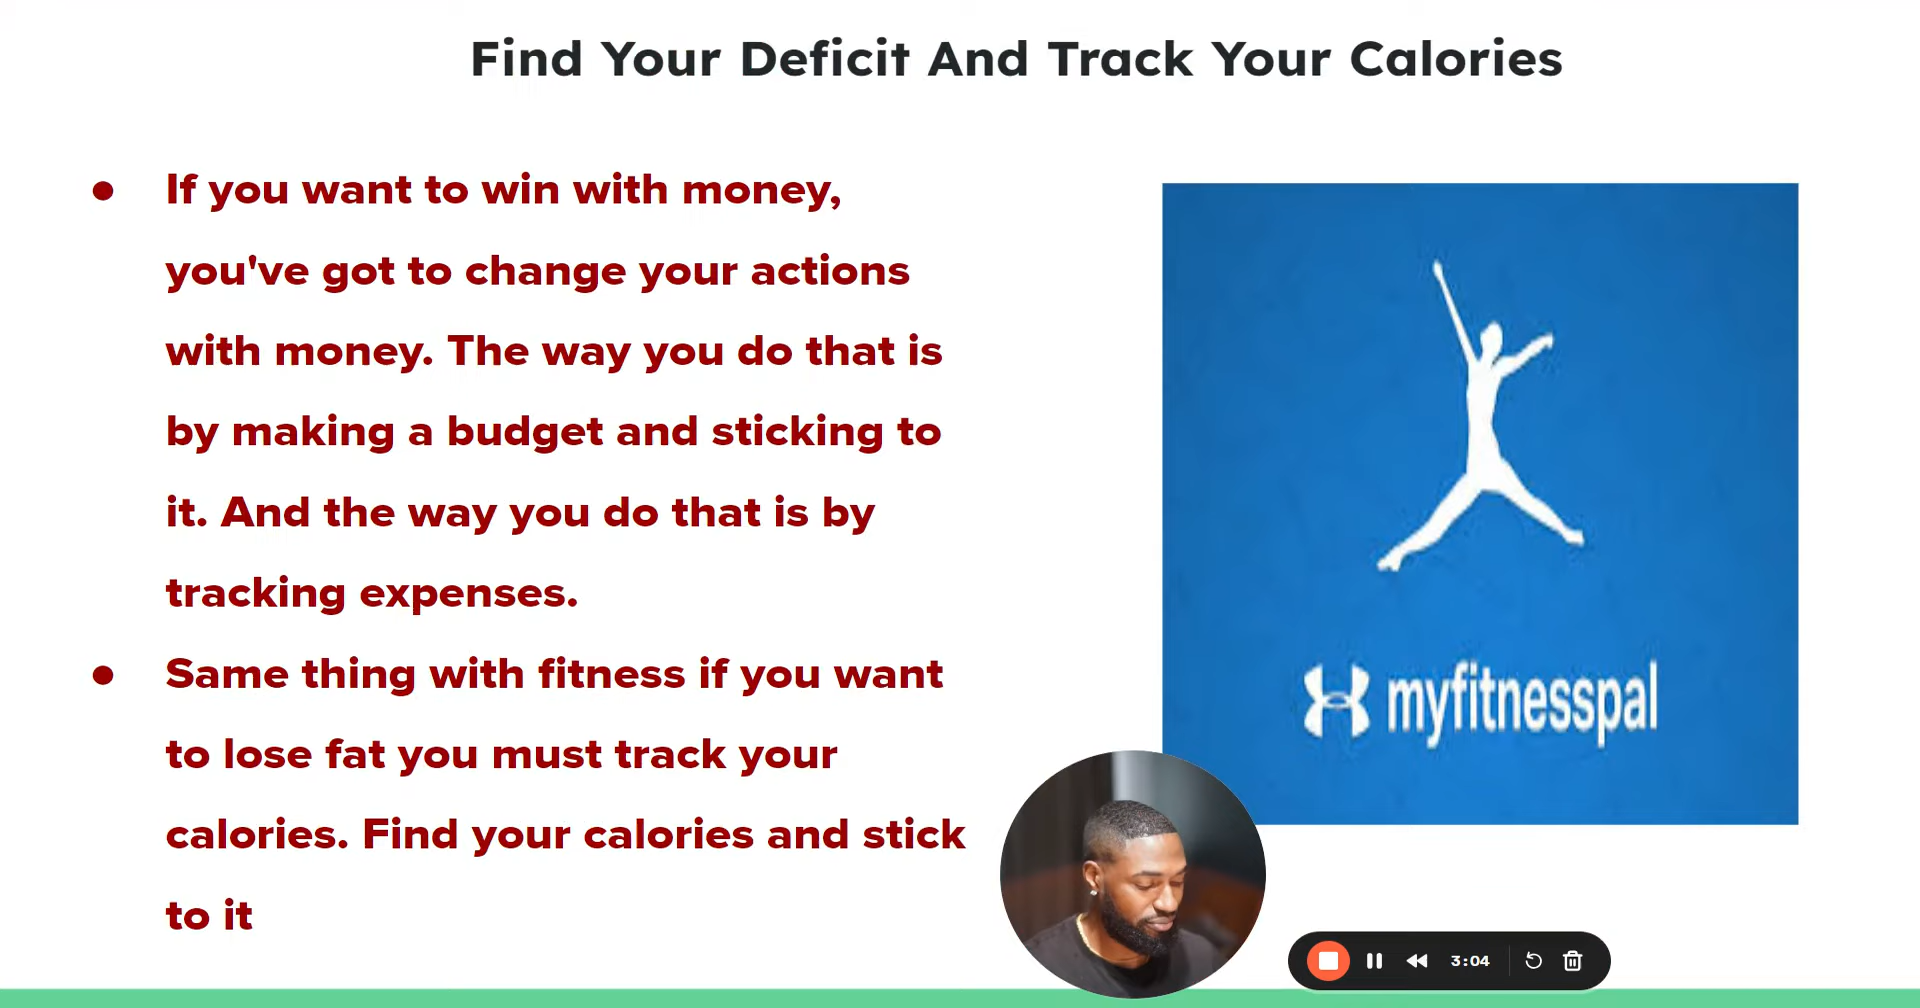 Find Your Deficit And Track Your Calories
● If you want to win with money,
you've got to change your actions
with money. The way you do that is
by making a budget and sticking to
it. And the way you do that is by
tracking expenses.
● Same thing with fitness if you want
to lose fat you must track your
calories. Find your calories and stick
to it
myfitnesspal
3:04